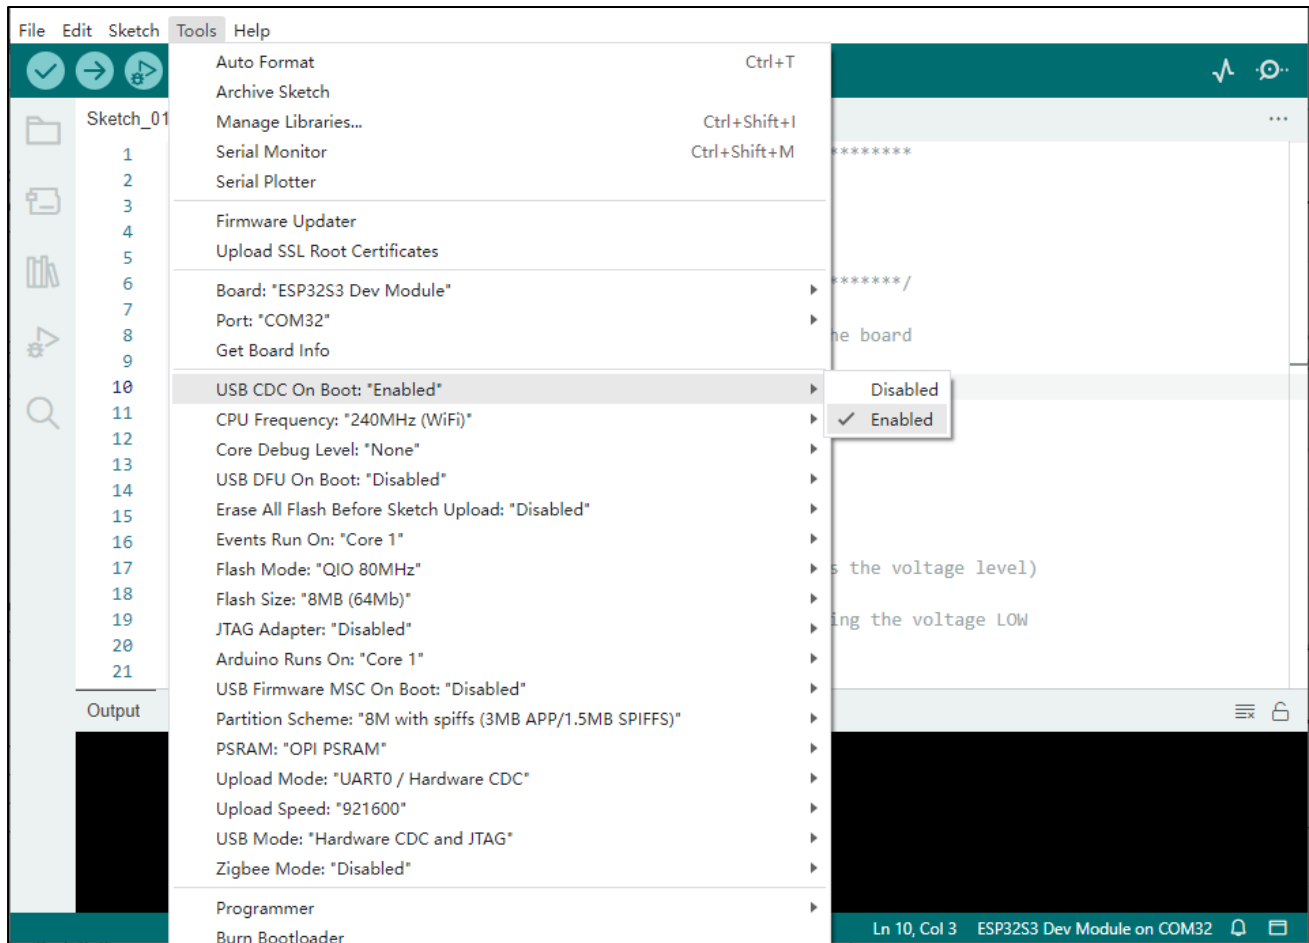 File Edit Sketch Tools Help
Auto Format Ctrl+T
Archive Sketch
Manage Libraries... Ctrl+Shift+I
Serial Monitor Ctrl+Shift+M
Serial Plotter
Firmware Updater
Upload SSL Root Certificates
Board: "ESP32S3 Dev Module"
Port: "COM32"
Get Board Info
USB CDC On Boot: "Enabled"
CPU Frequency: "240MHz (WiFi)"
Core Debug Level: "None"
USB DFU On Boot: "Disabled"
Erase All Flash Before Sketch Upload: "Disabled"
Events Run On: "Core 1"
Flash Mode: "QIO 80MHz"
Flash Size: "8MB (64Mb)"
JTAG Adapter: "Disabled"
Arduino Runs On: "Core 1"
USB Firmware MSC On Boot: "Disabled"
Partition Scheme: "8M with spiffs (3MB APP/1.5MB SPIFFS)"
PSRAM: "OPI PSRAM"
Upload Mode: "UART0 / Hardware CDC"
Upload Speed: "921600"
USB Mode: "Hardware CDC and JTAG"
Zigbee Mode: "Disabled"
Programmer
Burn Bootloader
Disabled
Enabled
Sketch_01
...
1
2
3
4
5
6
7
8
9
10
11
12
13
14
15
16
17
18
19
20
21
********
*******/
he board
s the voltage level)
ing the voltage LOW
Output
Ln 10, Col 3 ESP32S3 Dev Module on COM32